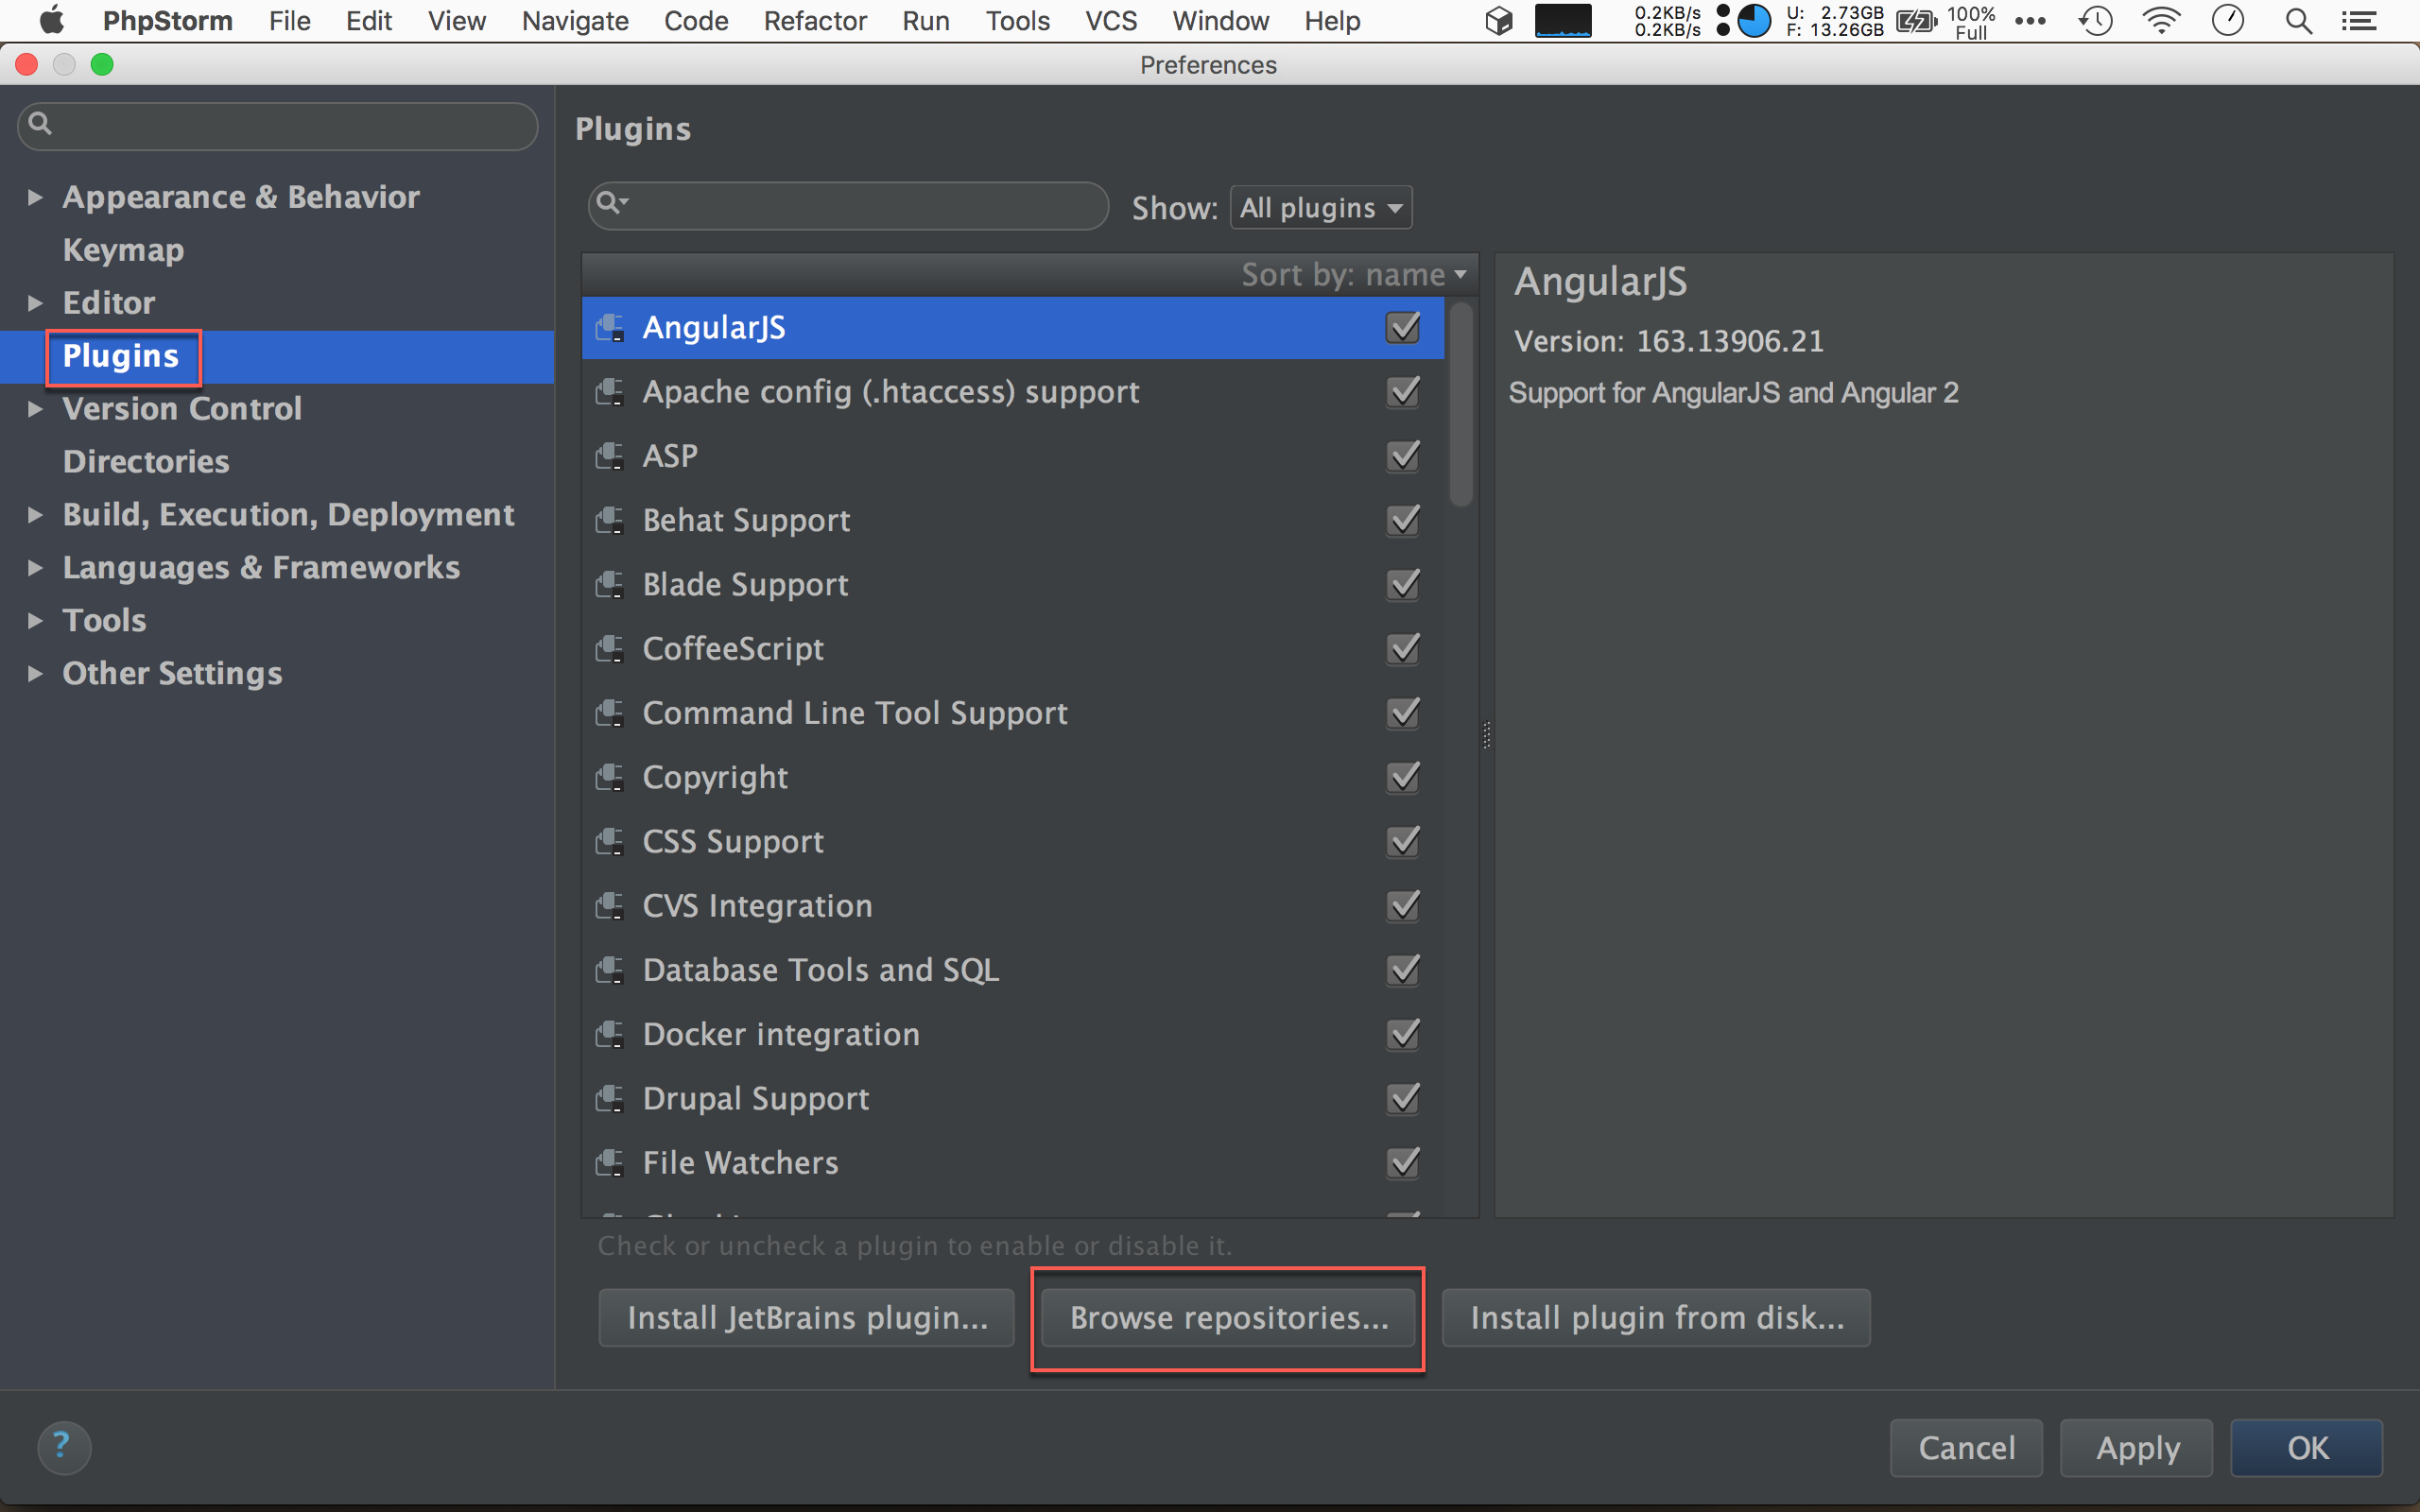 PhpStorm File Edit View Navigate Code Refactor Run Tools VCS Window Help 0.2KB/s 0.2KB/s U: 2.73GB F: 13.26GB 100% Full
Preferences
Plugins
Appearance & Behavior
Keymap
Editor
Plugins
Version Control
Directories
Build, Execution, Deployment
Languages & Frameworks
Tools
Other Settings
Show: All plugins
Sort by: name
AngularJS
Apache config (.htaccess) support
ASP
Behat Support
Blade Support
CoffeeScript
Command Line Tool Support
Copyright
CSS Support
CVS Integration
Database Tools and SQL
Docker integration
Drupal Support
File Watchers
AngularJS
Version: 163.13906.21
Support for AngularJS and Angular 2
Check or uncheck a plugin to enable or disable it.
Install JetBrains plugin... Browse repositories... Install plugin from disk...
? Cancel Apply OK